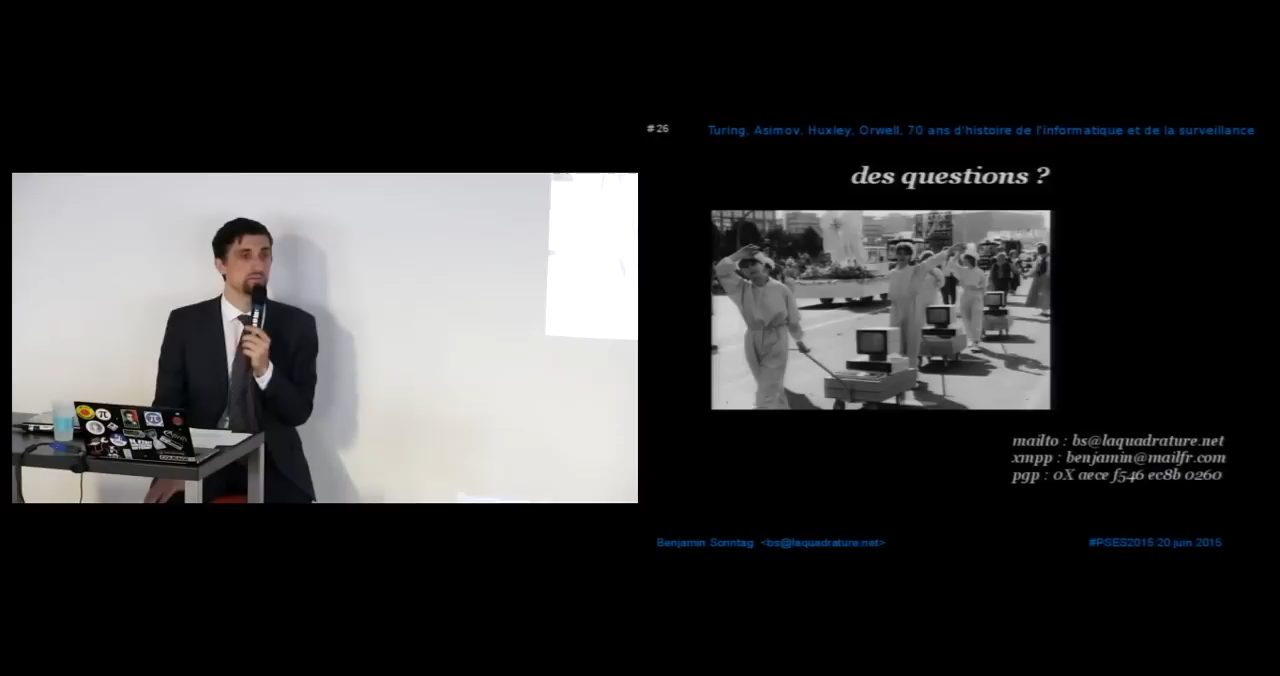 #26
Turing, Asimov, Huxley, Orwell, 70 ans d'histoire de l'informatique et de la surveillance
des questions ?
mailto : bs@laquadrature.net
xmpp : benjamin@mailfr.com
pgp : 0X aece f546 ec8b 0260
Benjamin Sonntag <bs@laquadrature.net>
#PSES2015 20 juin 2015